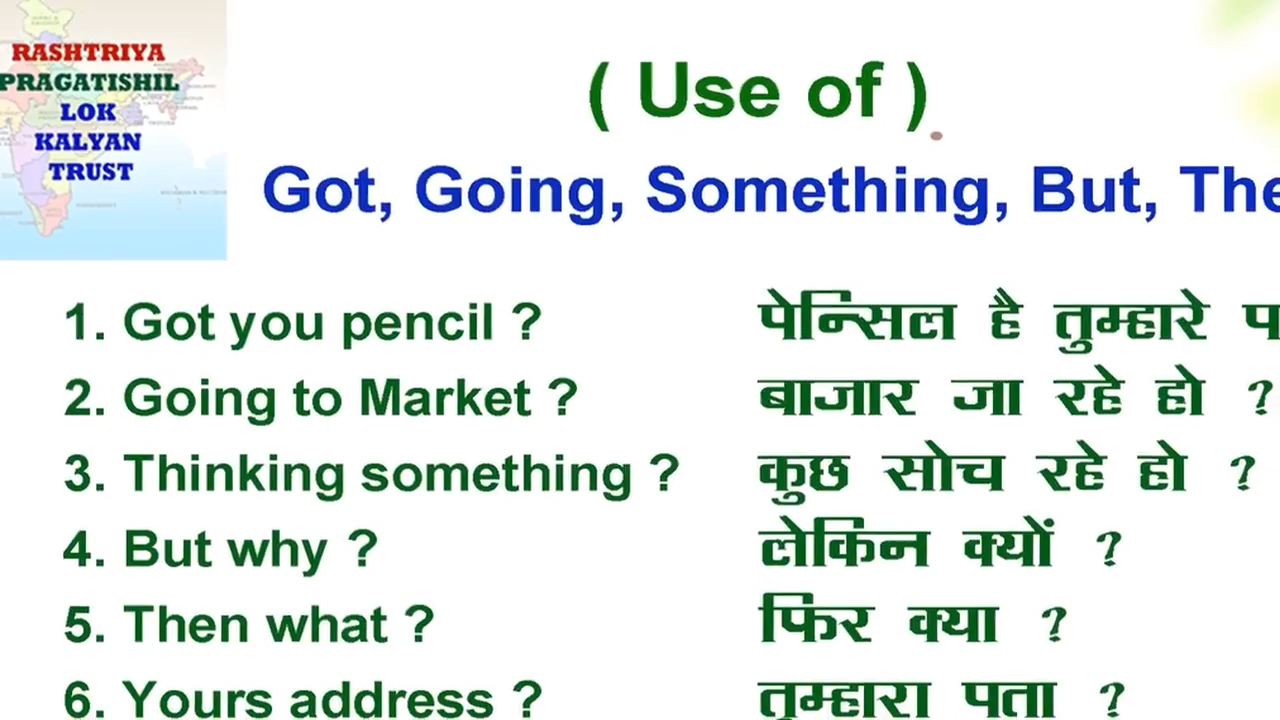 RASHTRIYA
PRAGATISHIL
LOK
KALYAN
TRUST
( Use of )
Got, Going, Something, But, The
1. Got you pencil ? पेन्सिल है तुम्हारे प
2. Going to Market ? बाजार जा रहे हो ?
3. Thinking something ? कुछ सोच रहे हो ?
4. But why ? लेकिन क्यों ?
5. Then what ? फिर क्या ?
6. Yours address ? तुम्हारा पता ?